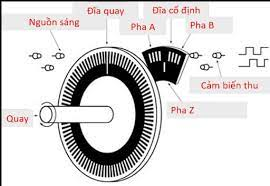 Đĩa quay
Đĩa cố định
Nguồn sáng
Pha A
Pha B
Cảm biến thu
Quay
Pha Z